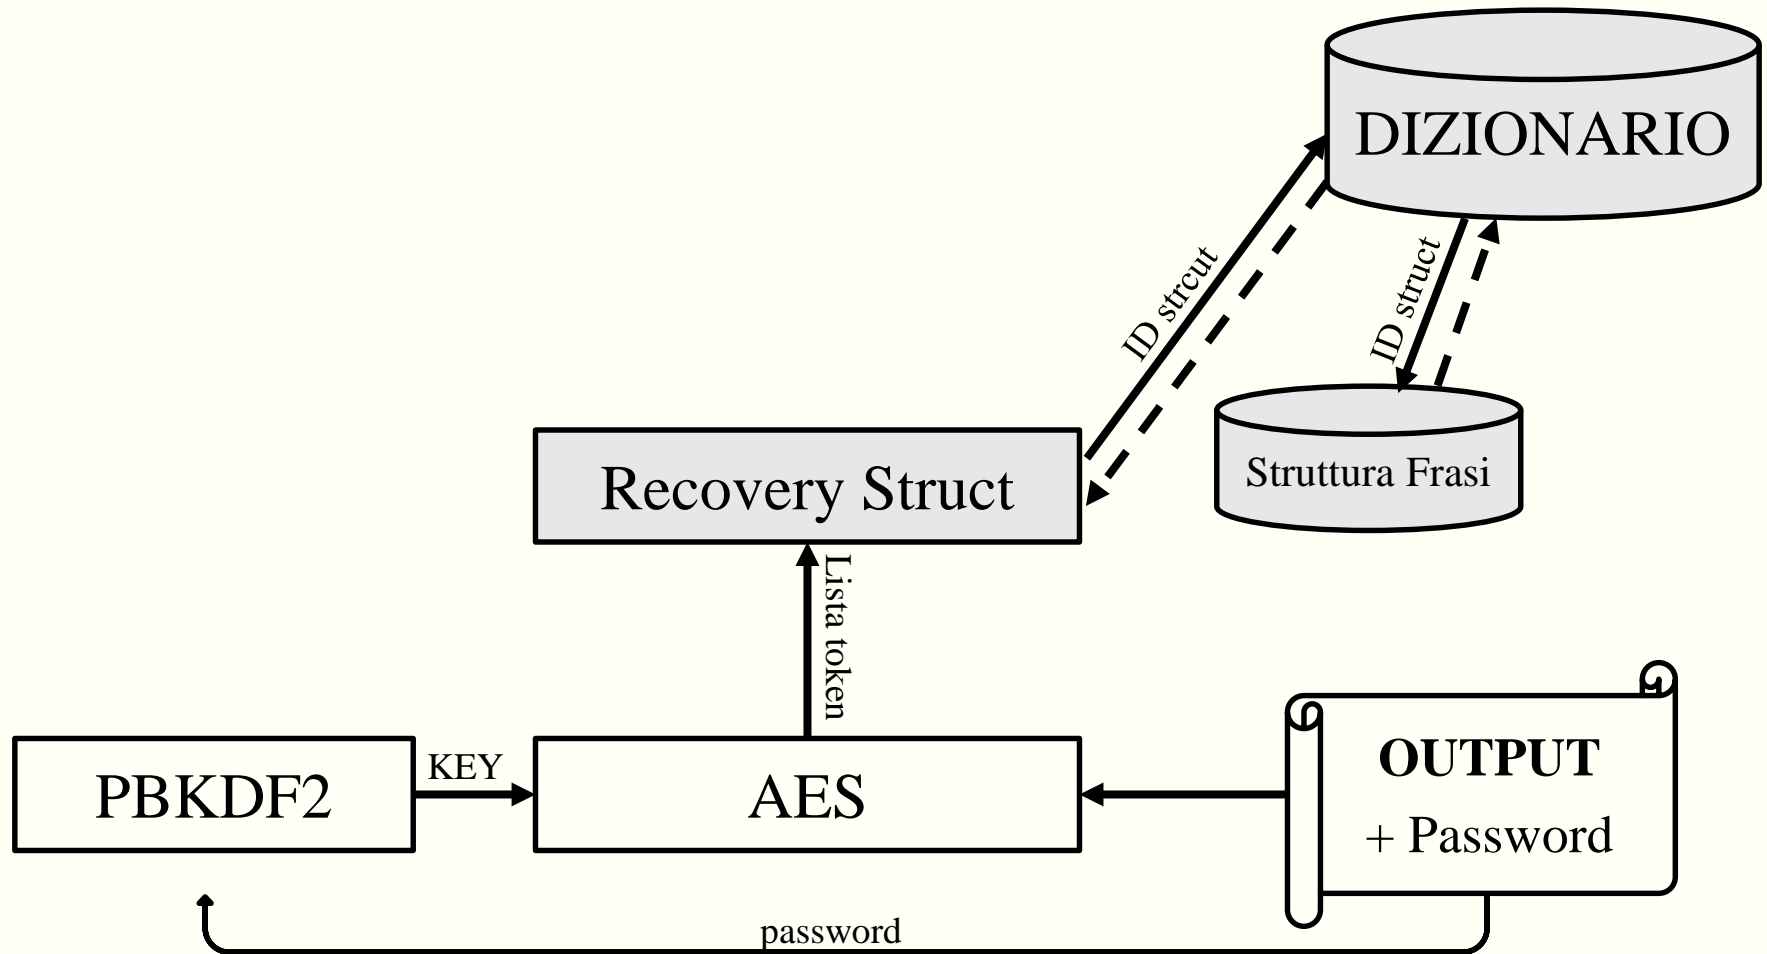 DIZIONARIO
ID strcut
ID struct
Struttura Frasi
Recovery Struct
Lista token
PBKDF2
KEY
AES
OUTPUT
+ Password
password